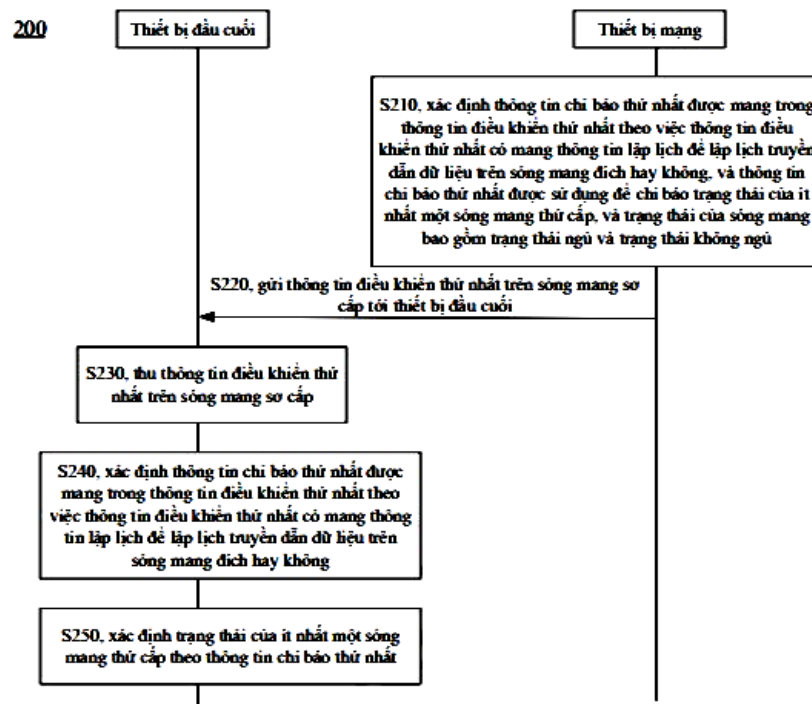 200
Thiết bị đầu cuối
Thiết bị mạng
S210, xác định thông tin chỉ báo thứ nhất được mang trong
thông tin điều khiển thứ nhất theo việc thông tin điều
khiển thứ nhất có mang thông tin lập lịch để lập lịch truyền
dẫn dữ liệu trên sóng mang đích hay không, và thông tin
chỉ báo thứ nhất được sử dụng để chỉ báo trạng thái của ít
nhất một sóng mang thứ cấp, và trạng thái của sóng mang
bao gồm trạng thái ngủ và trạng thái không ngủ
S220, gửi thông tin điều khiển thứ nhất trên sóng mang sơ
cấp tới thiết bị đầu cuối
S230, thu thông tin điều khiển thứ
nhất trên sóng mang sơ cấp
S240, xác định thông tin chỉ báo thứ nhất được
mang trong thông tin điều khiển thứ nhất theo
việc thông tin điều khiển thứ nhất có mang thông
tin lập lịch để lập lịch truyền dẫn dữ liệu trên
sóng mang đích hay không
S250, xác định trạng thái của ít nhất một sóng
mang thứ cấp theo thông tin chỉ báo thứ nhất